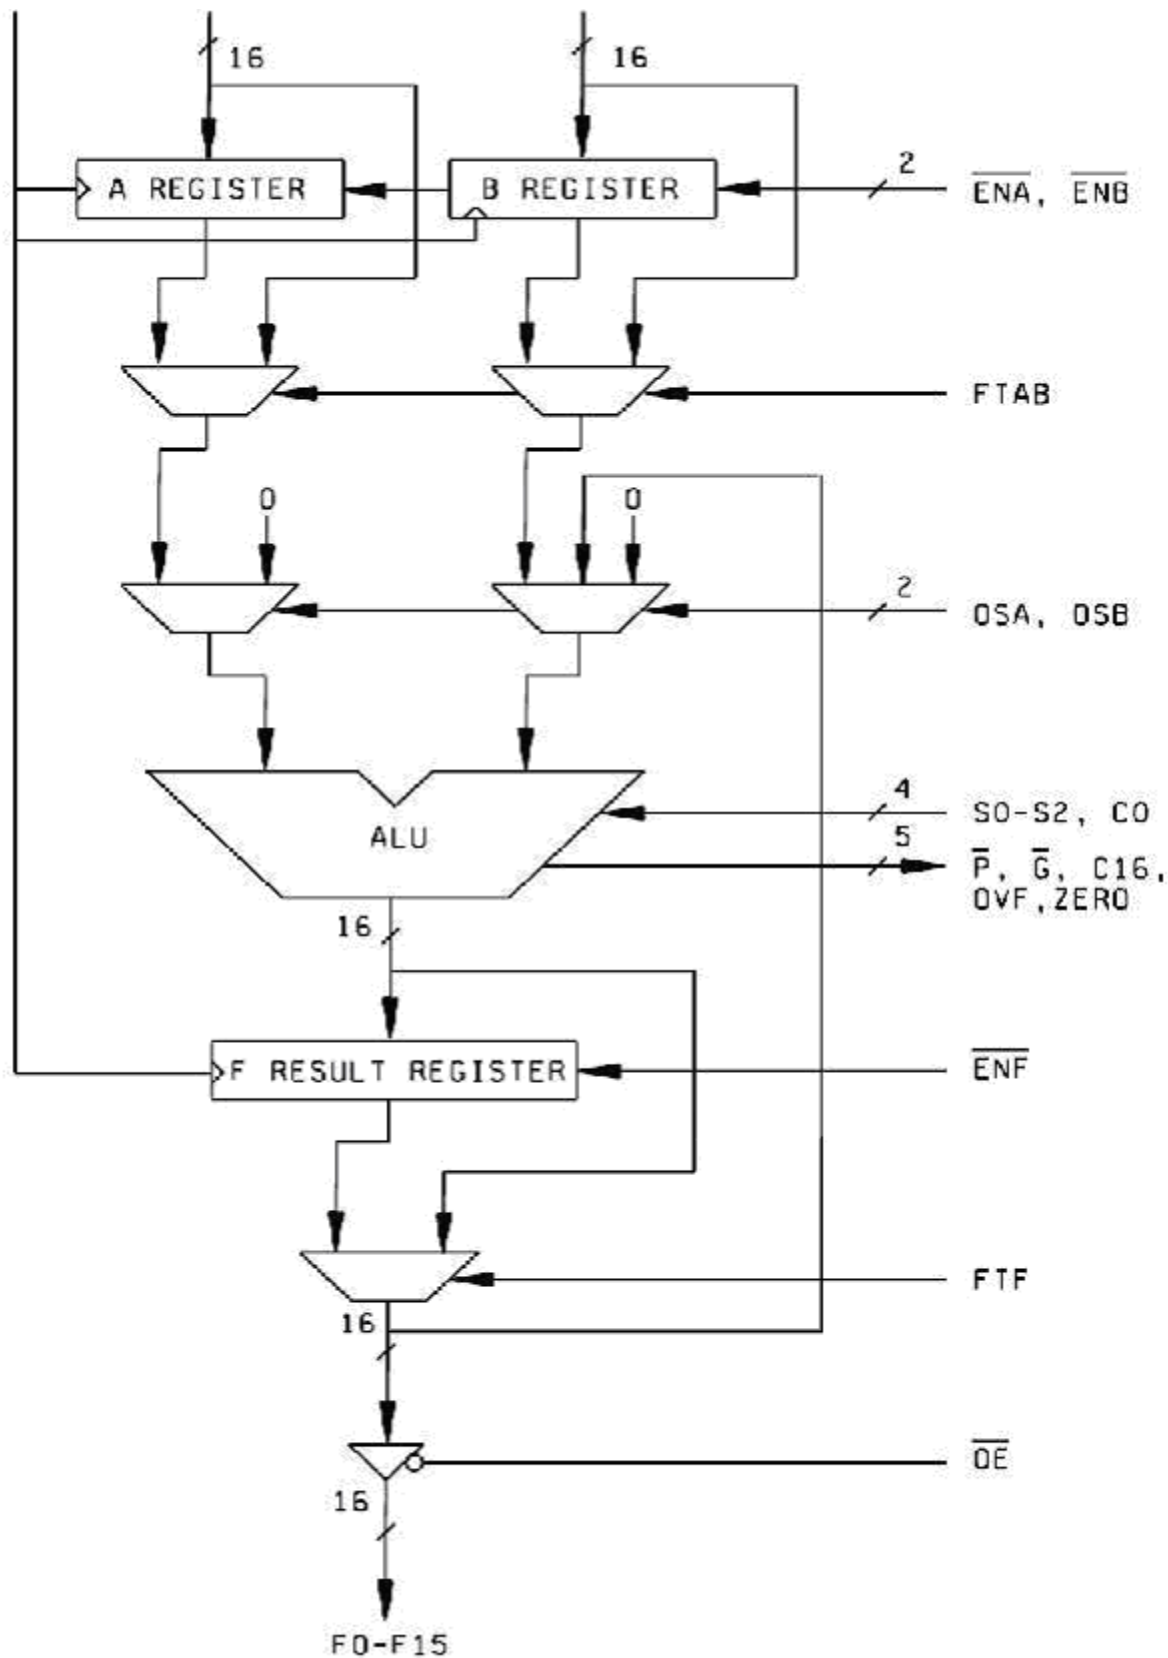 16
16
A REGISTER
B REGISTER
2
ENA, ENB
FTAB
0
0
2
OSA, OSB
4
S0-S2, C0
ALU
5
P, G, C16,
OVF,ZERO
16
F RESULT REGISTER
ENF
FTF
16
OE
16
F0-F15